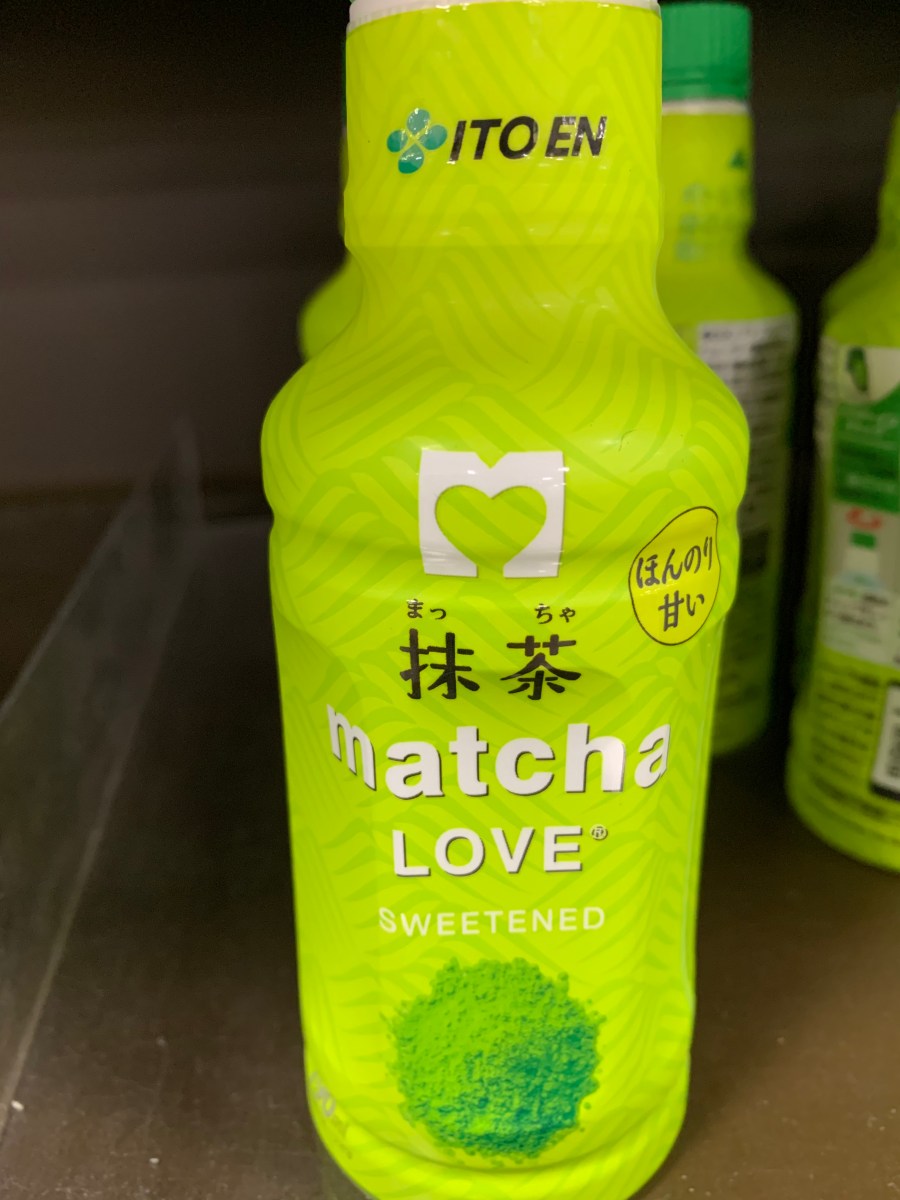 ITO EN
ほんのり
甘い
まっ ちゃ
抹茶
matcha
LOVE®
SWEETENED